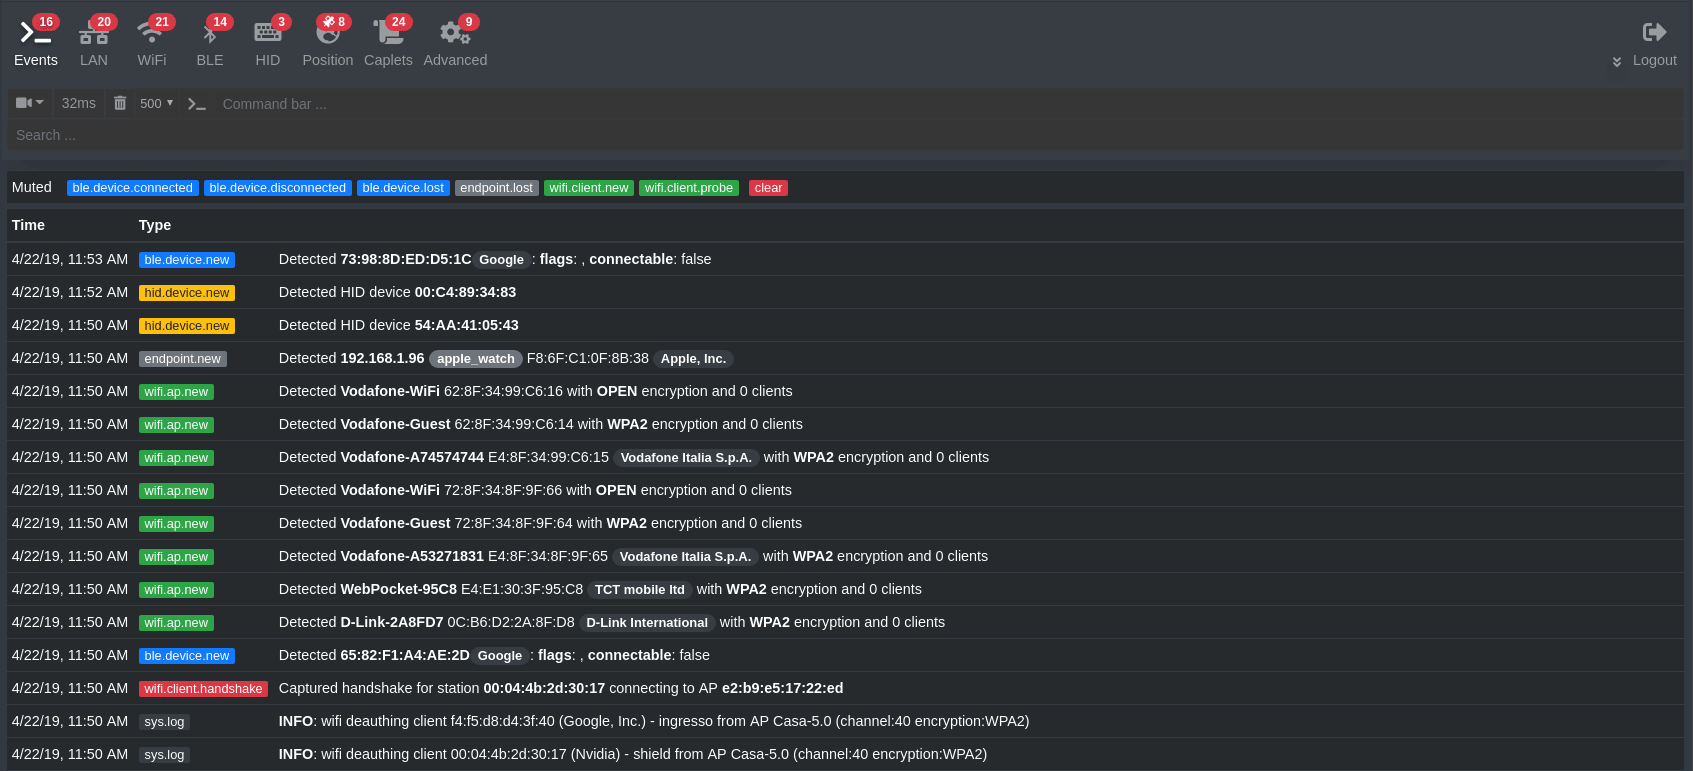 16 20 21 14 3 8 24 9
Events LAN WiFi BLE HID Position Caplets Advanced Logout
32ms 500 Command bar ...
Search ...
Muted ble.device.connected ble.device.disconnected ble.device.lost endpoint.lost wifi.client.new wifi.client.probe clear
Time Type
4/22/19, 11:53 AM ble.device.new Detected 73:98:8D:ED:D5:1C Google : flags: , connectable: false
4/22/19, 11:52 AM hid.device.new Detected HID device 00:C4:89:34:83
4/22/19, 11:50 AM hid.device.new Detected HID device 54:AA:41:05:43
4/22/19, 11:50 AM endpoint.new Detected 192.168.1.96 apple_watch F8:6F:C1:0F:8B:38 Apple, Inc.
4/22/19, 11:50 AM wifi.ap.new Detected Vodafone-WiFi 62:8F:34:99:C6:16 with OPEN encryption and 0 clients
4/22/19, 11:50 AM wifi.ap.new Detected Vodafone-Guest 62:8F:34:99:C6:14 with WPA2 encryption and 0 clients
4/22/19, 11:50 AM wifi.ap.new Detected Vodafone-A74574744 E4:8F:34:99:C6:15 Vodafone Italia S.p.A. with WPA2 encryption and 0 clients
4/22/19, 11:50 AM wifi.ap.new Detected Vodafone-WiFi 72:8F:34:8F:9F:66 with OPEN encryption and 0 clients
4/22/19, 11:50 AM wifi.ap.new Detected Vodafone-Guest 72:8F:34:8F:9F:64 with WPA2 encryption and 0 clients
4/22/19, 11:50 AM wifi.ap.new Detected Vodafone-A53271831 E4:8F:34:8F:9F:65 Vodafone Italia S.p.A. with WPA2 encryption and 0 clients
4/22/19, 11:50 AM wifi.ap.new Detected WebPocket-95C8 E4:E1:30:3F:95:C8 TCT mobile ltd with WPA2 encryption and 0 clients
4/22/19, 11:50 AM wifi.ap.new Detected D-Link-2A8FD7 0C:B6:D2:2A:8F:D8 D-Link International with WPA2 encryption and 0 clients
4/22/19, 11:50 AM ble.device.new Detected 65:82:F1:A4:AE:2D Google : flags: , connectable: false
4/22/19, 11:50 AM wifi.client.handshake Captured handshake for station 00:04:4b:2d:30:17 connecting to AP e2:b9:e5:17:22:ed
4/22/19, 11:50 AM sys.log INFO: wifi deauthing client f4:f5:d8:d4:3f:40 (Google, Inc.) - ingresso from AP Casa-5.0 (channel:40 encryption:WPA2)
4/22/19, 11:50 AM sys.log INFO: wifi deauthing client 00:04:4b:2d:30:17 (Nvidia) - shield from AP Casa-5.0 (channel:40 encryption:WPA2)